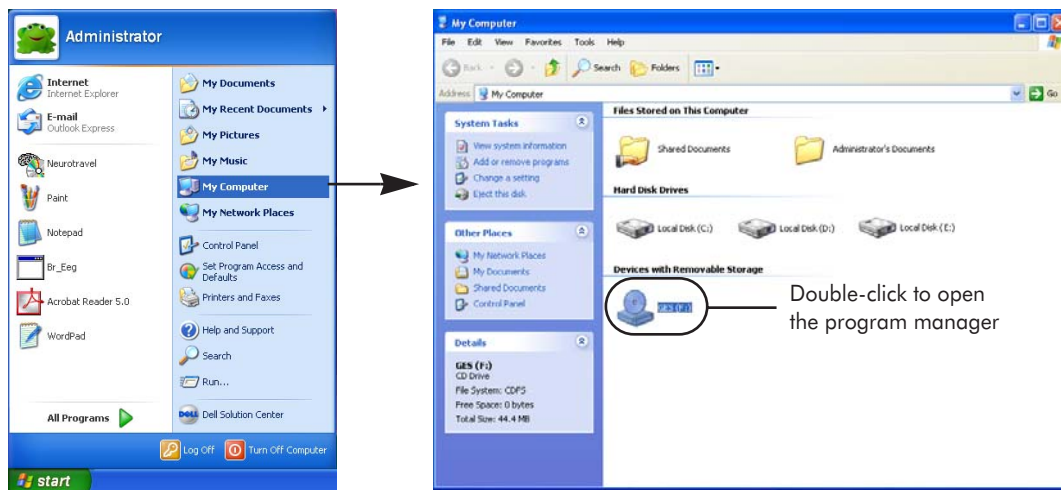 Administrator
Internet
Internet Explorer
E-mail
Outlook Express
Neurotravel
Paint
Notepad
Br_Eeg
Acrobat Reader 5.0
WordPad
All Programs
My Documents
My Recent Documents
My Pictures
My Music
My Computer
My Network Places
Control Panel
Set Program Access and
Defaults
Printers and Faxes
Help and Support
Search
Run...
DELL
Dell Solution Center
Log Off
Turn Off Computer
start
My Computer
File Edit View Favorites Tools Help
Back
Search
Folders
Address
My Computer
Go
System Tasks
View system information
Add or remove programs
Change a setting
Eject this disk
Other Places
My Network Places
My Documents
Shared Documents
Control Panel
Details
GES (F:)
CD Drive
File System: CDFS
Free Space: 0 bytes
Total Size: 44.4 MB
Files Stored on This Computer
Shared Documents
Administrator's Documents
Hard Disk Drives
Local Disk (C:)
Local Disk (D:)
Local Disk (E:)
Devices with Removable Storage
GES (F:)
Double-click to open
the program manager